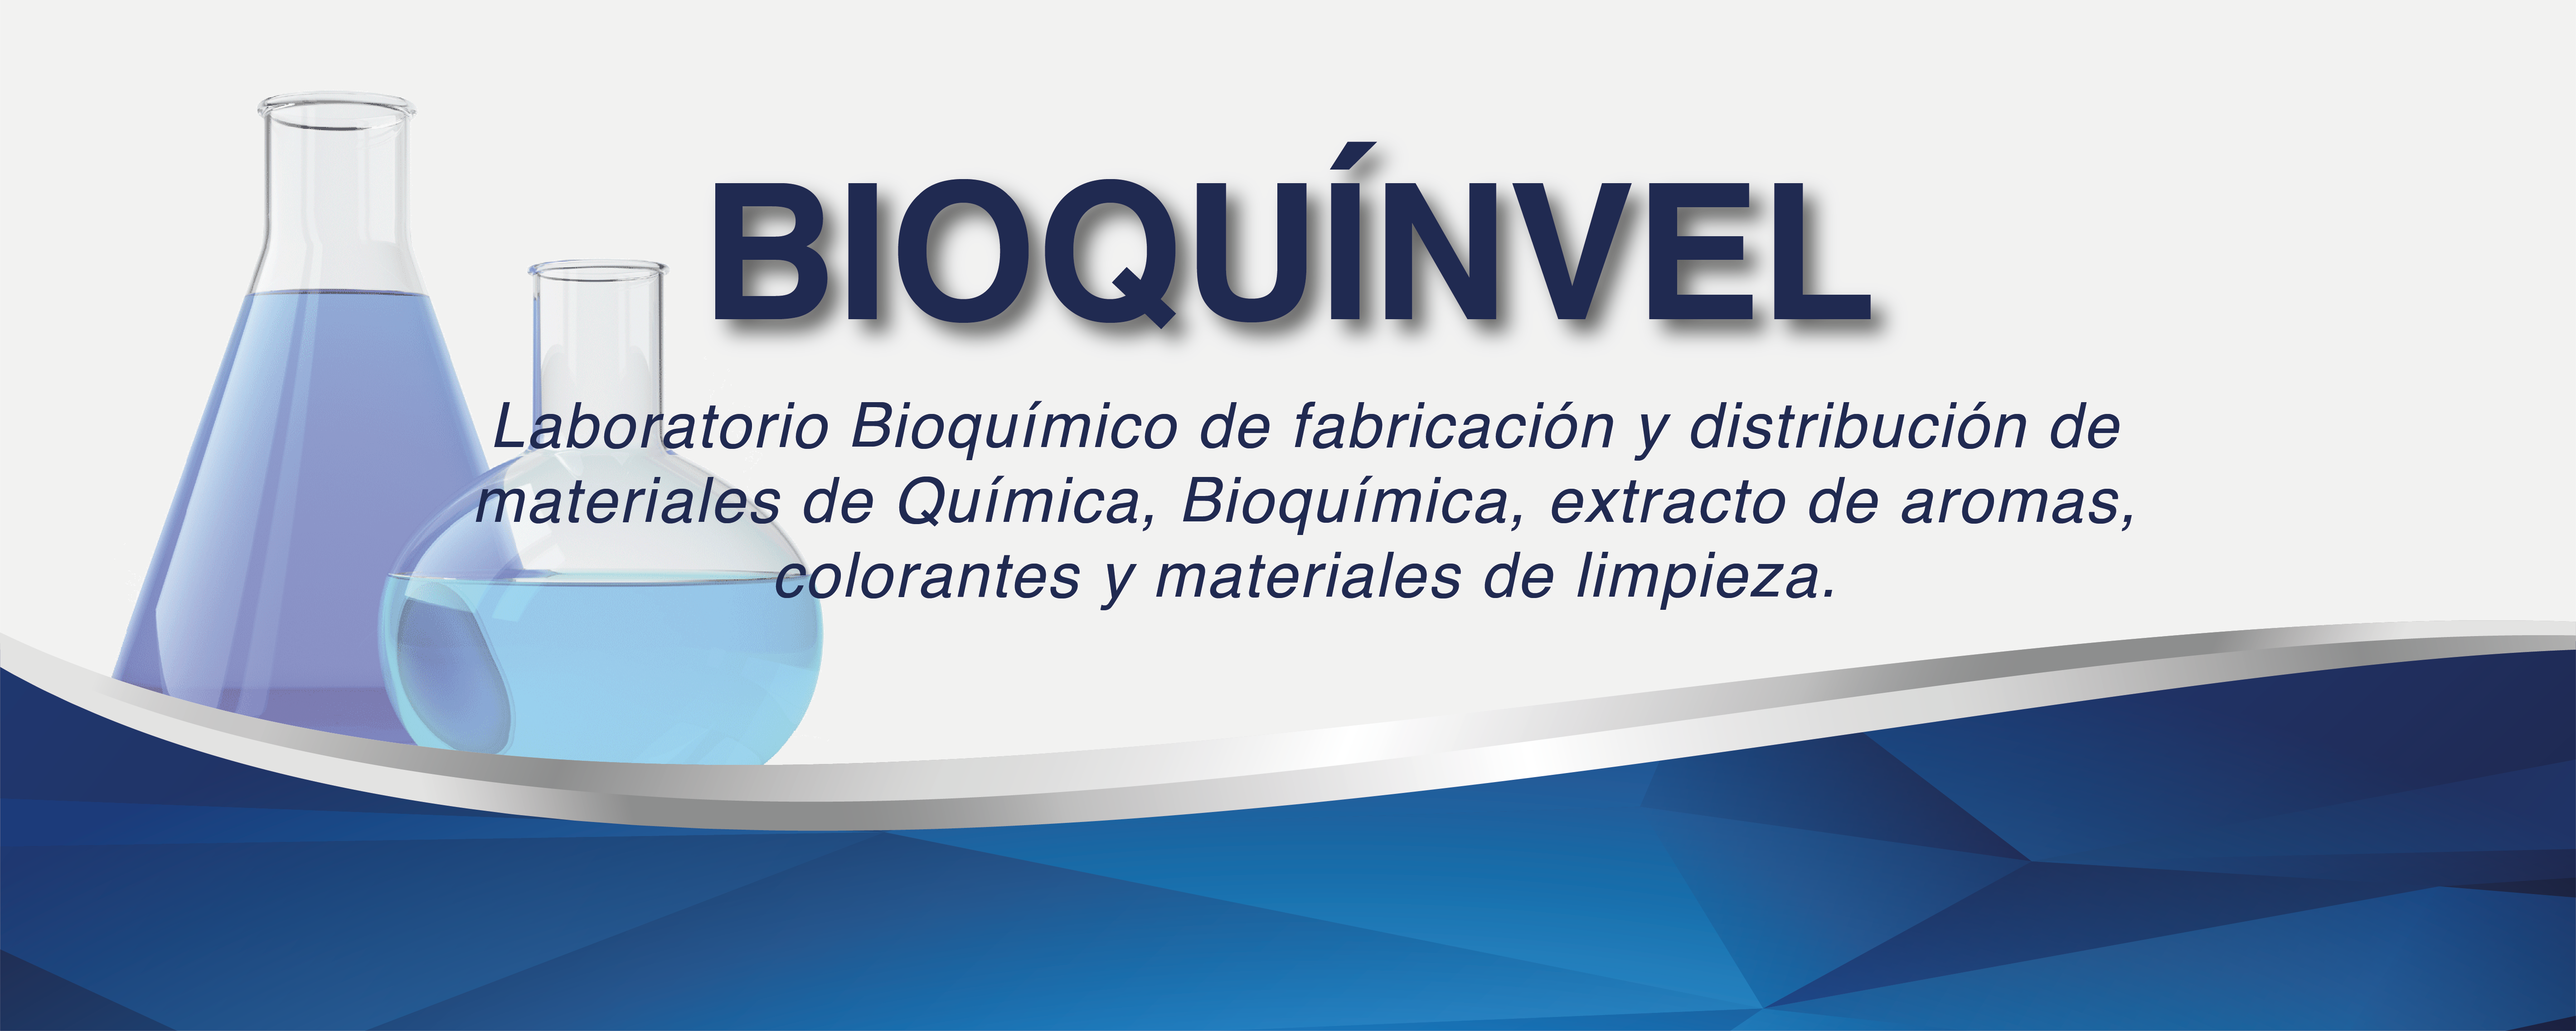 BIOQUÍNVEL
Laboratorio Bioquímico de fabricación y distribución de
materiales de Química, Bioquímica, extracto de aromas,
colorantes y materiales de limpieza.